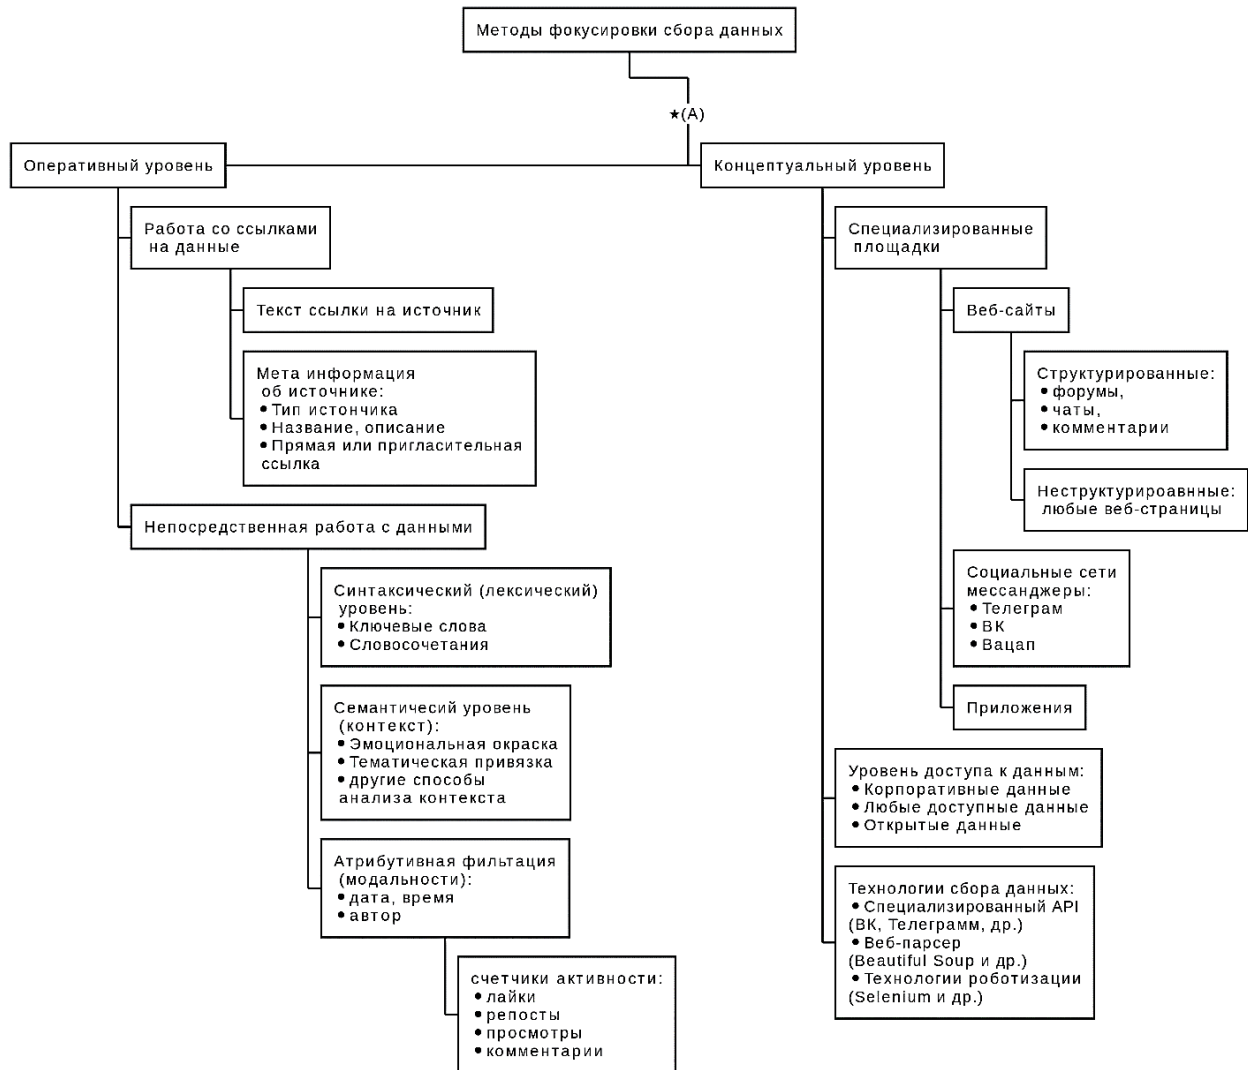 Методы фокусировки сбора данных
★(A)
Оперативный уровень
Концептуальный уровень
Работа со ссылками
на данные
Текст ссылки на источник
Мета информация
об источнике:
• Тип истончика
• Название, описание
• Прямая или пригласительная
ссылка
Непосредственная работа с данными
Синтаксический (лексический)
уровень:
• Ключевые слова
• Словосочетания
Семантичесий уровень
(контекст):
• Эмоциональная окраска
• Тематическая привязка
• другие способы
анализа контекста
Атрибутивная фильтация
(модальности):
• дата, время
• автор
счетчики активности:
• лайки
• репосты
• просмотры
• комментарии
Специализированные
площадки
Веб-сайты
Структурированные:
• форумы,
• чаты,
• комментарии
Неструктурироавнные:
любые веб-страницы
Социальные сети
мессанджеры:
• Телеграм
• ВК
• Вацап
Приложения
Уровень доступа к данным:
• Корпоративные данные
• Любые доступные данные
• Открытые данные
Технологии сбора данных:
• Специализированный API
(ВК, Телеграмм, др.)
• Веб-парсер
(Beautiful Soup и др.)
• Технологии роботизации
(Selenium и др.)